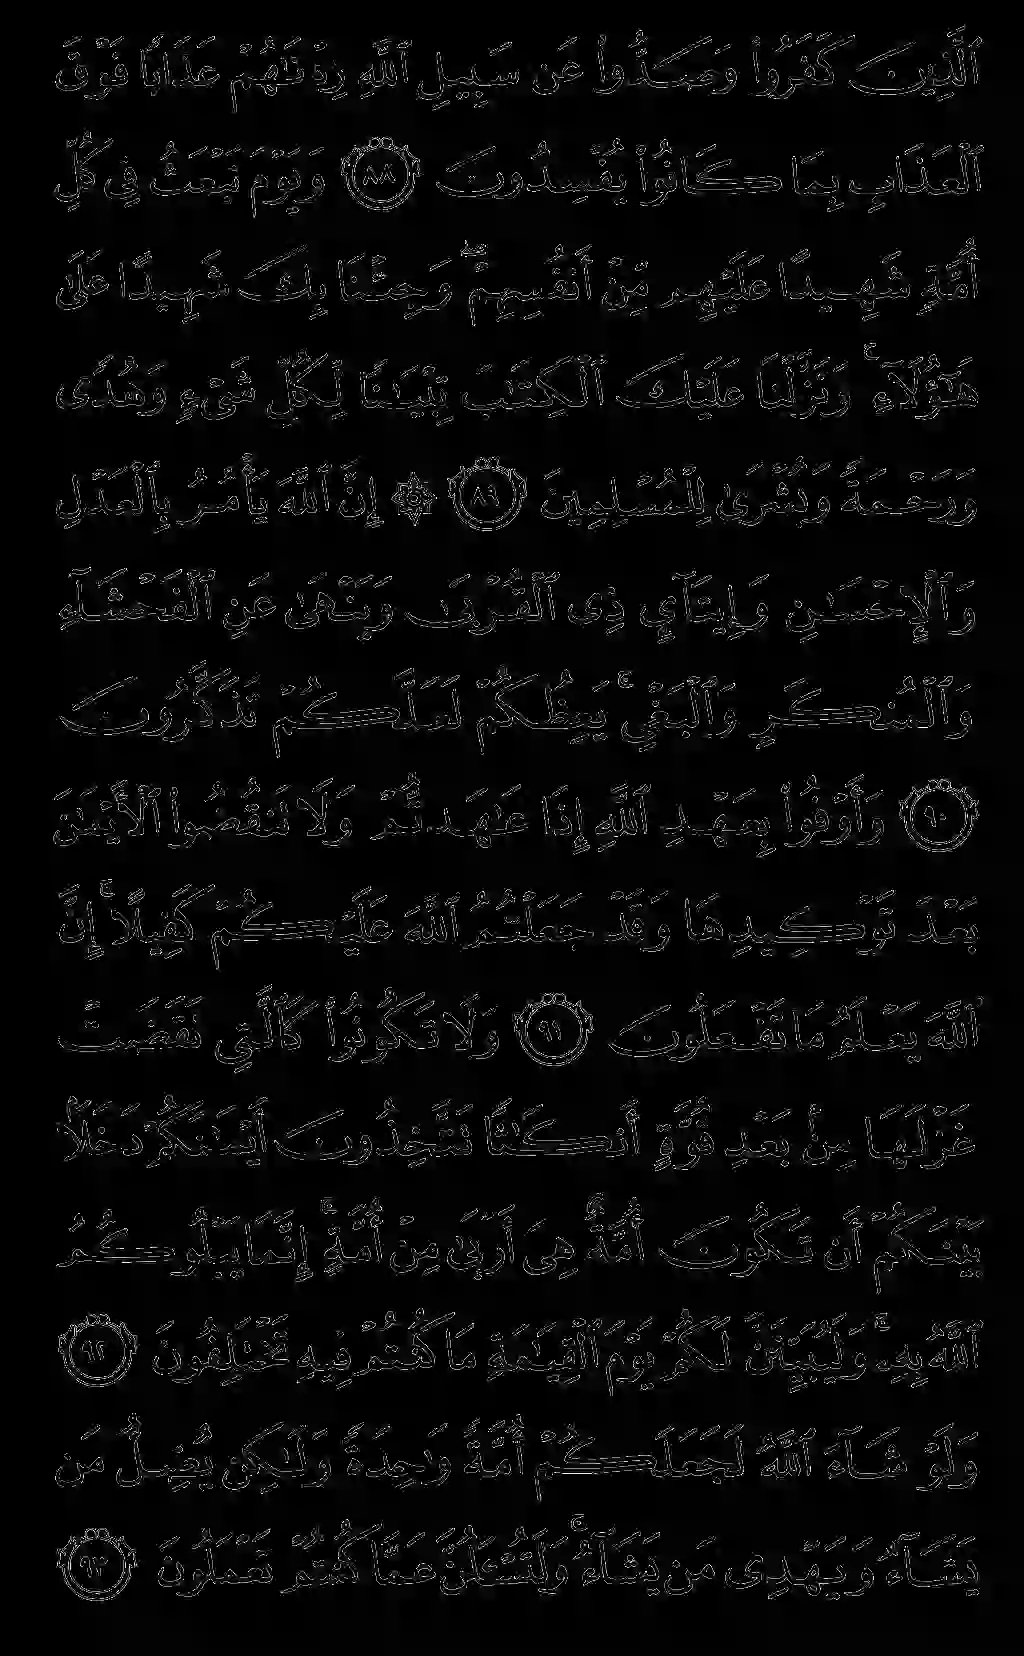 ٱلَّذِينَ كَفَرُوا۟ وَصَدُّوا۟ عَن سَبِيلِ ٱللَّهِ زِدْنَـٰهُمْ عَذَابًا فَوْقَ
ٱلْعَذَابِ بِمَا كَانُوا۟ يُفْسِدُونَ ٨٨ وَيَوْمَ نَبْعَثُ فِى كُلِّ
أُمَّةٍ شَهِيدًا عَلَيْهِم مِّنْ أَنفُسِهِمْ ۖ وَجِئْنَا بِكَ شَهِيدًا عَلَىٰ
هَـٰٓؤُلَآءِ ۚ وَنَزَّلْنَا عَلَيْكَ ٱلْكِتَـٰبَ تِبْيَـٰنًا لِّكُلِّ شَىْءٍ وَهُدًى
وَرَحْمَةً وَبُشْرَىٰ لِلْمُسْلِمِينَ ٨٩ ۞ إِنَّ ٱللَّهَ يَأْمُرُ بِٱلْعَدْلِ
وَٱلْإِحْسَـٰنِ وَإِيتَآئِ ذِى ٱلْقُرْبَىٰ وَيَنْهَىٰ عَنِ ٱلْفَحْشَآءِ
وَٱلْمُنكَرِ وَٱلْبَغْىِ ۚ يَعِظُكُمْ لَعَلَّكُمْ تَذَكَّرُونَ
٩٠ وَأَوْفُوا۟ بِعَهْدِ ٱللَّهِ إِذَا عَـٰهَدتُّمْ وَلَا تَنقُضُوا۟ ٱلْأَيْمَـٰنَ
بَعْدَ تَوْكِيدِهَا وَقَدْ جَعَلْتُمُ ٱللَّهَ عَلَيْكُمْ كَفِيلًا ۚ إِنَّ
ٱللَّهَ يَعْلَمُ مَا تَفْعَلُونَ ٩١ وَلَا تَكُونُوا۟ كَٱلَّتِى نَقَضَتْ
غَزْلَهَا مِنۢ بَعْدِ قُوَّةٍ أَنكَـٰثًا تَتَّخِذُونَ أَيْمَـٰنَكُمْ دَخَلًۢا
بَيْنَكُمْ أَن تَكُونَ أُمَّةٌ هِىَ أَرْبَىٰ مِنْ أُمَّةٍ ۚ إِنَّمَا يَبْلُوكُمُ
ٱللَّهُ بِهِۦ ۚ وَلَيُبَيِّنَنَّ لَكُمْ يَوْمَ ٱلْقِيَـٰمَةِ مَا كُنتُمْ فِيهِ تَخْتَلِفُونَ ٩٢
وَلَوْ شَآءَ ٱللَّهُ لَجَعَلَكُمْ أُمَّةً وَٰحِدَةً وَلَـٰكِن يُضِلُّ مَن
يَشَآءُ وَيَهْدِى مَن يَشَآءُ ۚ وَلَتُسْـَٔلُنَّ عَمَّا كُنتُمْ تَعْمَلُونَ ٩٣